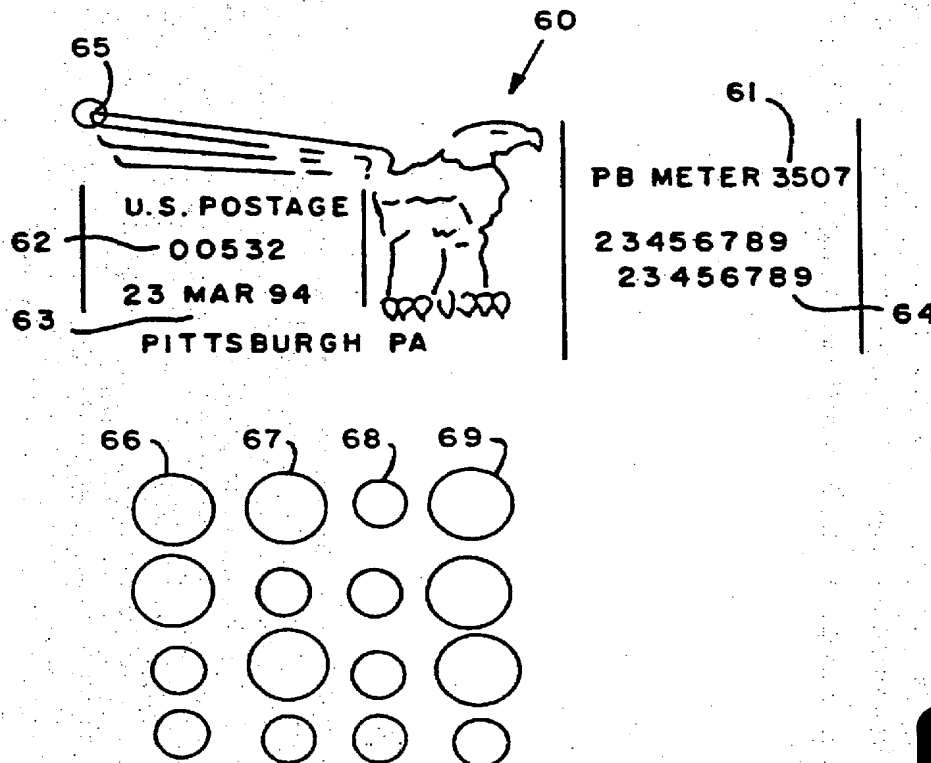 60
65
61
PB METER 3507
U.S. POSTAGE
62
00532
23456789
23456789
23 MAR 94
63
64
PITTSBURGH PA
66 67 68 69